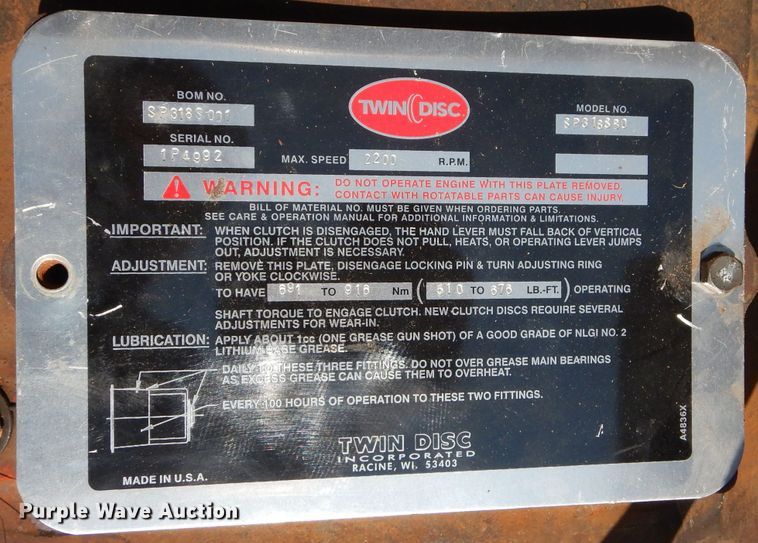 BOM NO.
TWIN DISC
MODEL NO.
SERIAL NO.
1P4992
MAX. SPEED 2200 R.P.M.
WARNING: DO NOT OPERATE ENGINE WITH THIS PLATE REMOVED.
CONTACT WITH ROTATABLE PARTS CAN CAUSE INJURY.
BILL OF MATERIAL NO. MUST BE GIVEN WHEN ORDERING PARTS.
SEE CARE & OPERATION MANUAL FOR ADDITIONAL INFORMATION & LIMITATIONS.
IMPORTANT: WHEN CLUTCH IS DISENGAGED, THE HAND LEVER MUST FALL BACK OF VERTICAL
POSITION. IF THE CLUTCH DOES NOT PULL, HEATS, OR OPERATING LEVER JUMPS
OUT, ADJUSTMENT IS NECESSARY.
ADJUSTMENT: REMOVE THIS PLATE, DISENGAGE LOCKING PIN & TURN ADJUSTING RING
OR YOKE CLOCKWISE.
TO HAVE 691 TO 916 Nm ( 510 TO 676 LB.-FT. ) OPERATING
SHAFT TORQUE TO ENGAGE CLUTCH. NEW CLUTCH DISCS REQUIRE SEVERAL
ADJUSTMENTS FOR WEAR-IN.
LUBRICATION: APPLY ABOUT 1cc (ONE GREASE GUN SHOT) OF A GOOD GRADE OF NLGI NO. 2
LITHIUM BASE GREASE.
DAILY TO THESE THREE FITTINGS. DO NOT OVER GREASE MAIN BEARINGS
AS EXCESS GREASE CAN CAUSE THEM TO OVERHEAT.
EVERY 100 HOURS OF OPERATION TO THESE TWO FITTINGS.
TWIN DISC
INCORPORATED
RACINE, WI. 53403
MADE IN U.S.A.
A4836X
Purple Wave Auction